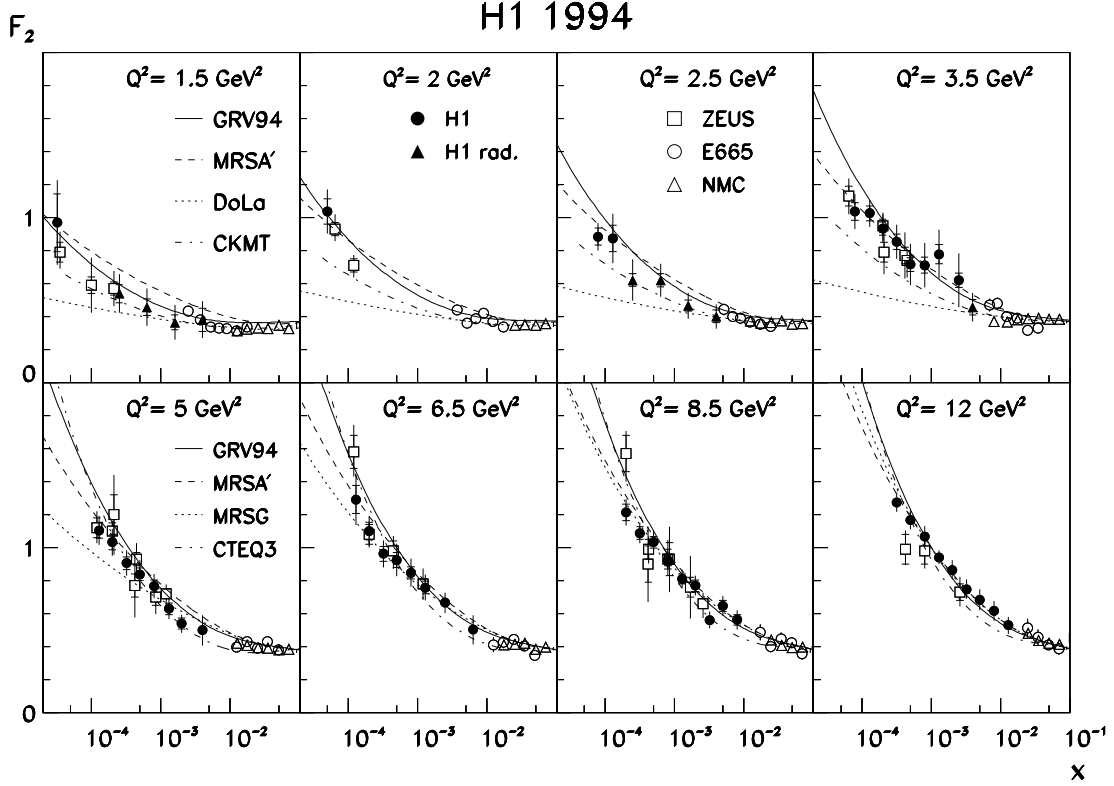 H1 1994
F₂
Q²= 1.5 GeV²
GRV94
MRSA′
DoLa
CKMT
Q²= 2 GeV²
H1
H1 rad.
Q²= 2.5 GeV²
ZEUS
E665
NMC
Q²= 3.5 GeV²
1
0
Q²= 5 GeV²
GRV94
MRSA′
MRSG
CTEQ3
Q²= 6.5 GeV²
Q²= 8.5 GeV²
Q²= 12 GeV²
1
0
10⁻⁴ 10⁻³ 10⁻² 10⁻⁴ 10⁻³ 10⁻² 10⁻⁴ 10⁻³ 10⁻² 10⁻⁴ 10⁻³ 10⁻² 10⁻¹
x